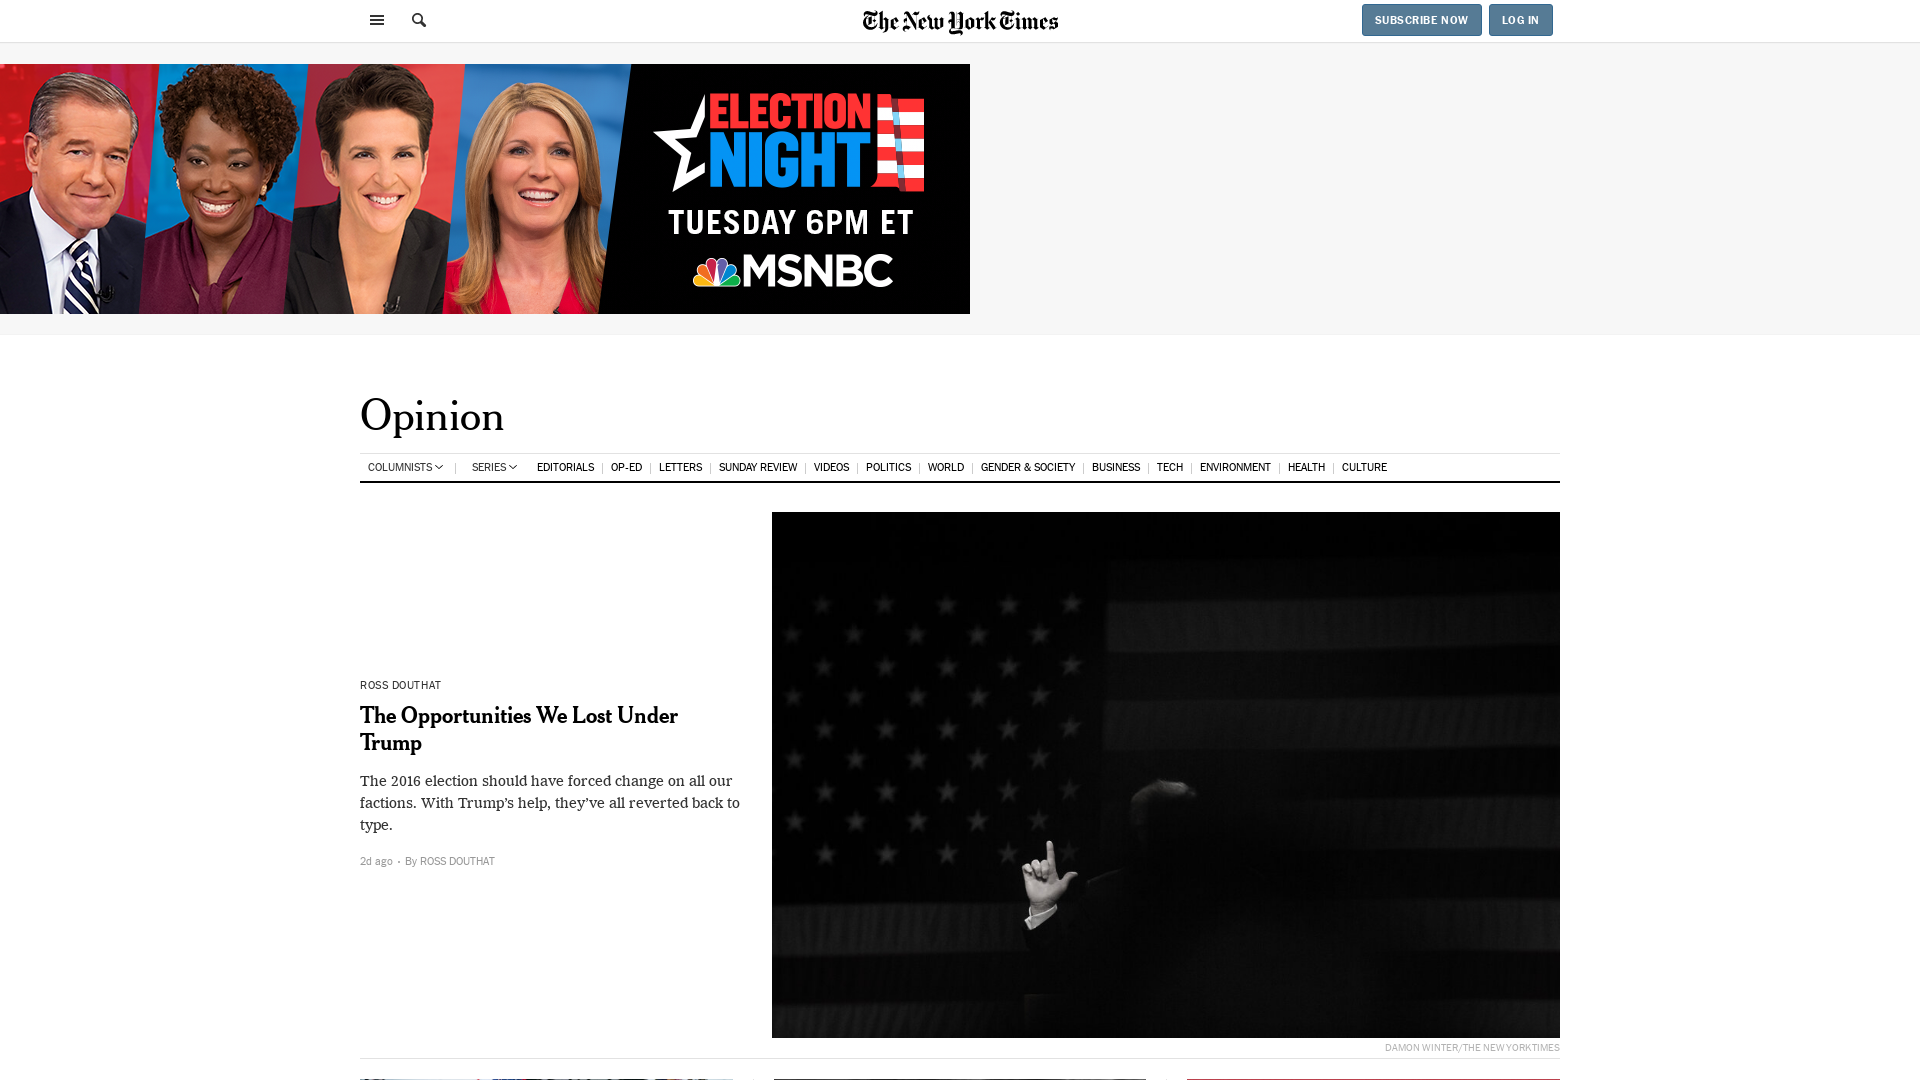 The New York Times
SUBSCRIBE NOW
LOG IN
ELECTION
NIGHT
TUESDAY 6PM ET
MSNBC
Opinion
COLUMNISTS
SERIES
EDITORIALS
OP-ED
LETTERS
SUNDAY REVIEW
VIDEOS
POLITICS
WORLD
GENDER & SOCIETY
BUSINESS
TECH
ENVIRONMENT
HEALTH
CULTURE
ROSS DOUTHAT
The Opportunities We Lost Under
Trump
The 2016 election should have forced change on all our
factions. With Trump’s help, they’ve all reverted back to
type.
2d ago • By ROSS DOUTHAT
DAMON WINTER/THE NEW YORKTIMES